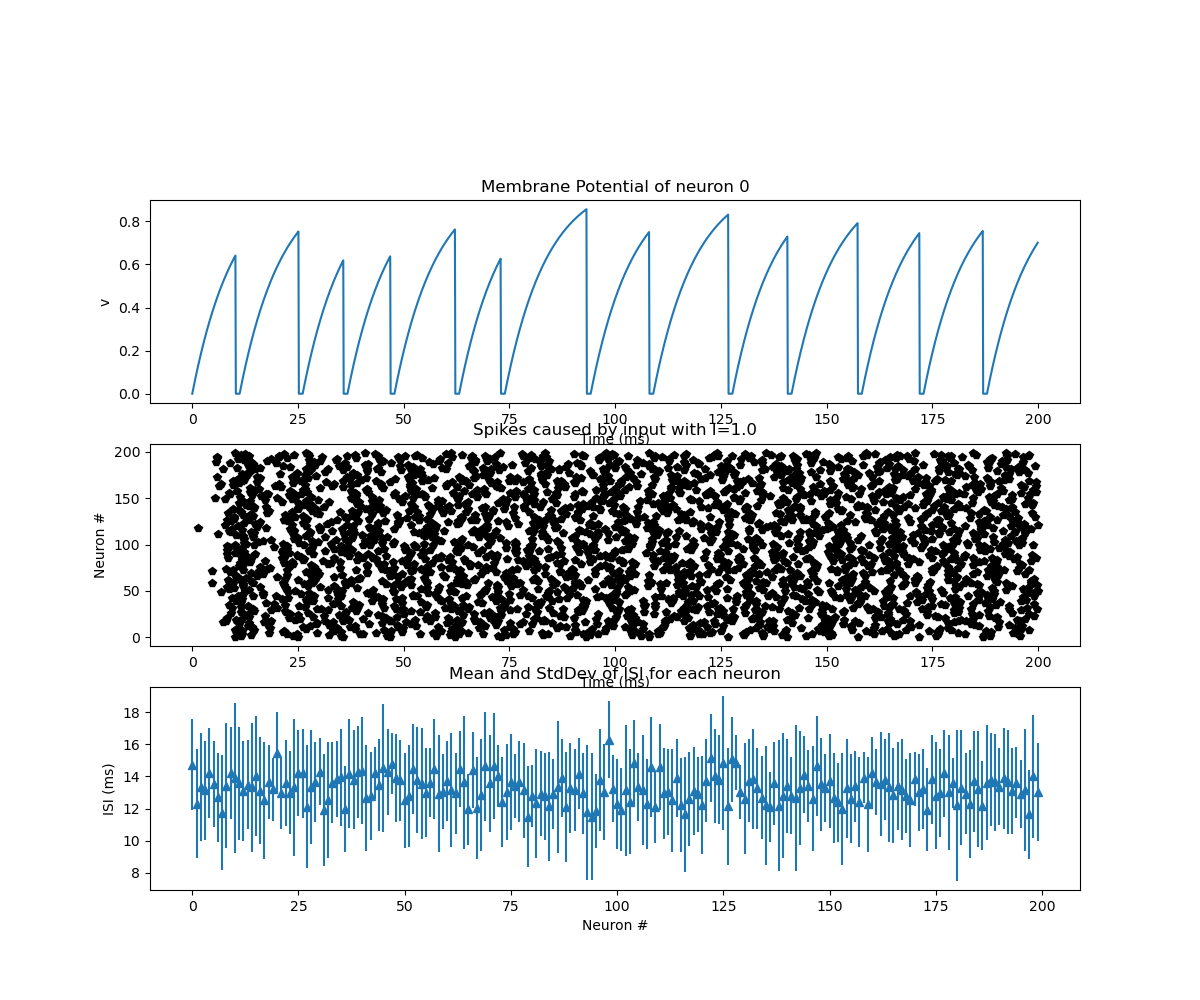 Membrane Potential of neuron 0
0.8
0.6
0.4
0.2
0.0
v
0 25 50 75 100 125 150 175 200
Time (ms)
Spikes caused by input with I=1.0
200
150
100
50
0
Neuron #
0 25 50 75 100 125 150 175 200
Time (ms)
Mean and StdDev of ISI for each neuron
18
16
14
12
10
8
ISI (ms)
0 25 50 75 100 125 150 175 200
Neuron #